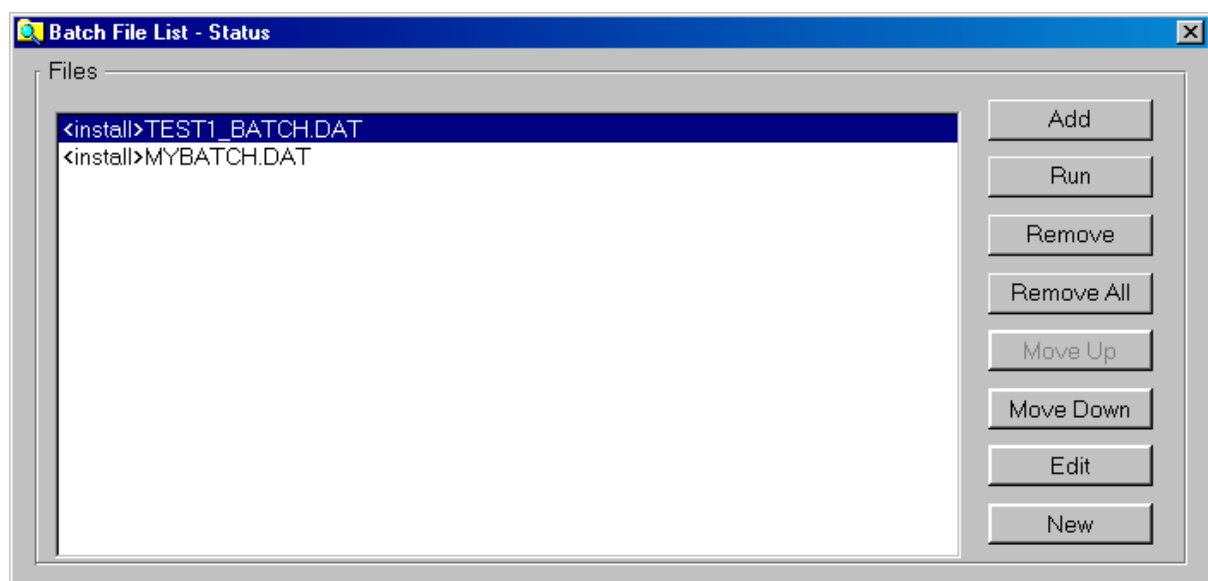 Batch File List - Status
Files
<install>TEST1_BATCH.DAT
<install>MYBATCH.DAT
Add
Run
Remove
Remove All
Move Up
Move Down
Edit
New